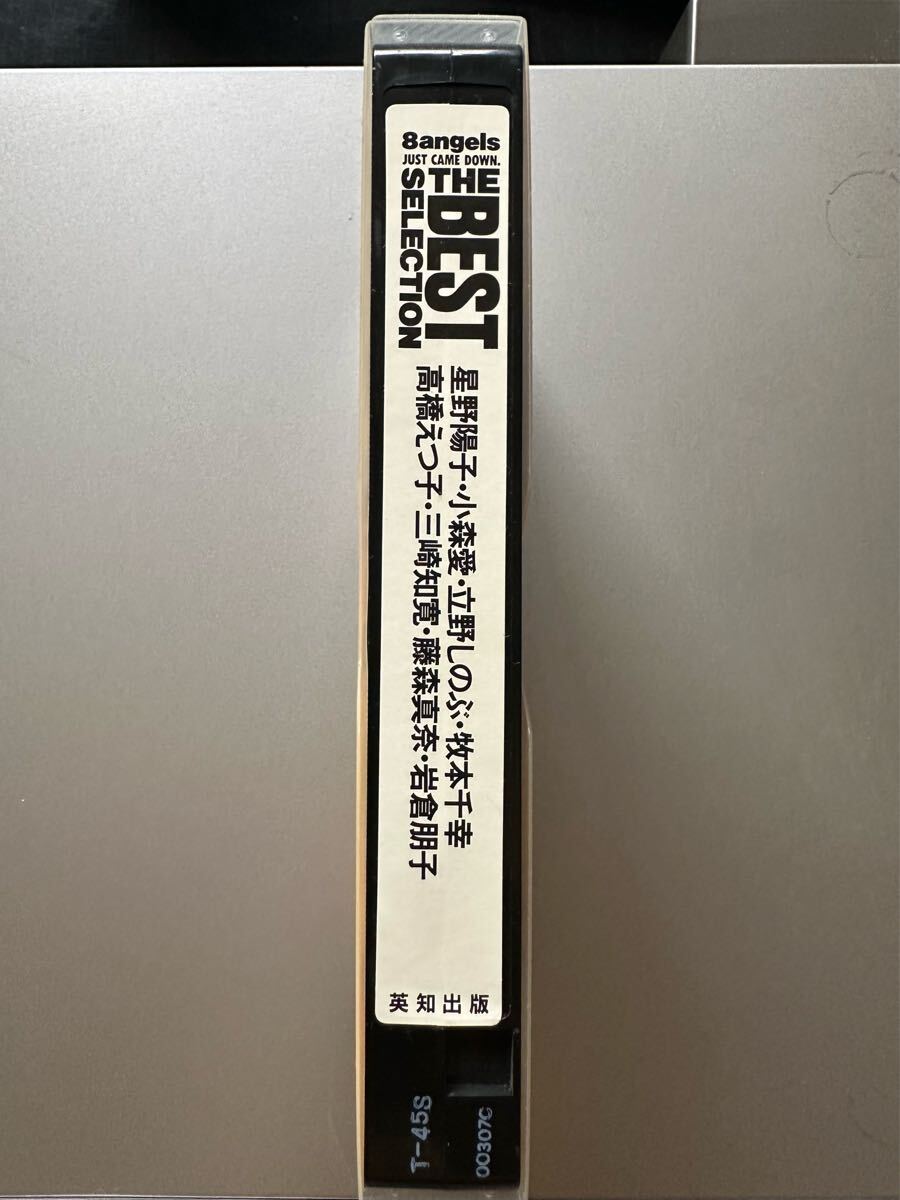 8angels
JUST CAME DOWN.
THE
BEST
SELECTION
星野陽子・小森愛・立野しのぶ・牧本千幸
高橋えつ子・三崎知寛・藤森真奈・岩倉朋子
英知出版
T-45S
00307C